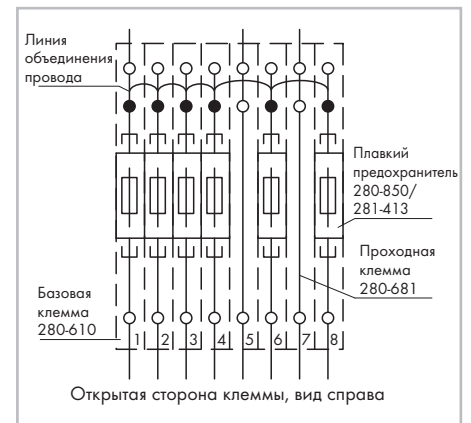 Линия
объединения
провода
Плавкий
предохранитель
280-850/
281-413
Проходная
клемма
280-681
Базовая
клемма
280-610
1 2 3 4 5 6 7 8
Открытая сторона клеммы, вид справа